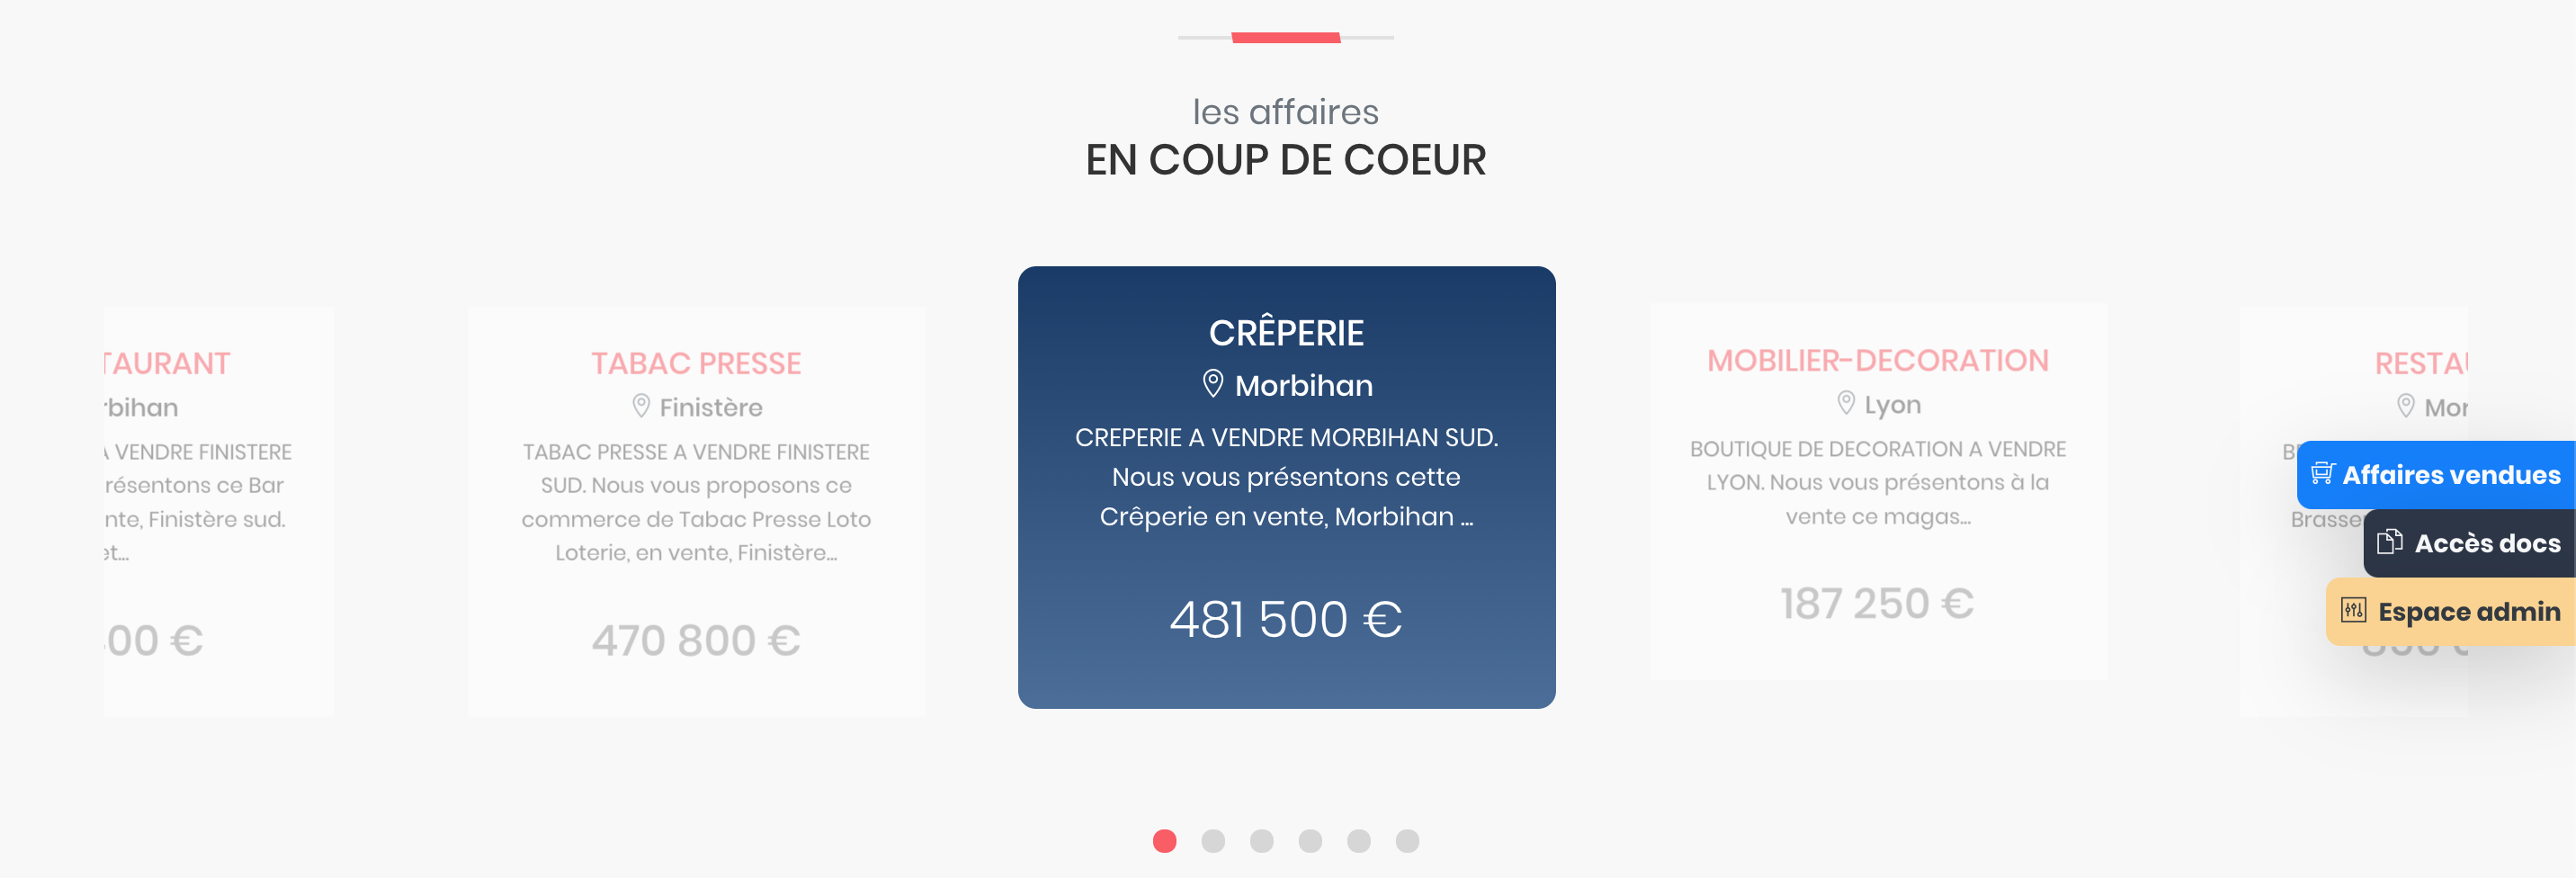 les affaires
EN COUP DE COEUR
TAURANT
rbihan
A VENDRE FINISTERE
résentons ce Bar
nte, Finistère sud.
et...
00 €
TABAC PRESSE
Finistère
TABAC PRESSE A VENDRE FINISTERE
SUD. Nous vous proposons ce
commerce de Tabac Presse Loto
Loterie, en vente, Finistère...
470 800 €
CRÊPERIE
Morbihan
CREPERIE A VENDRE MORBIHAN SUD.
Nous vous présentons cette
Crêperie en vente, Morbihan ...
481 500 €
MOBILIER-DECORATION
Lyon
BOUTIQUE DE DECORATION A VENDRE
LYON. Nous vous présentons à la
vente ce magas...
187 250 €
RESTAU
Mor
Brasse
Affaires vendues
Accès docs
Espace admin